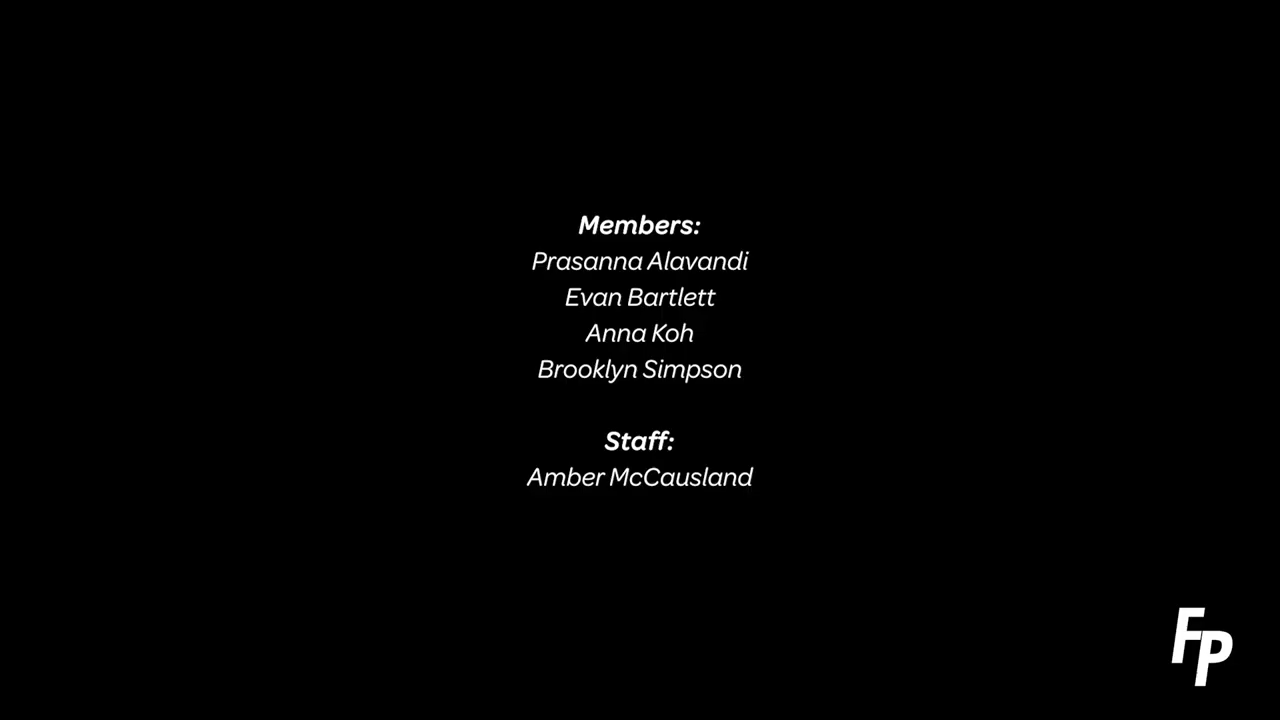 Members:
Prasanna Alavandi
Evan Bartlett
Anna Koh
Brooklyn Simpson
Staff:
Amber McCausland
FP